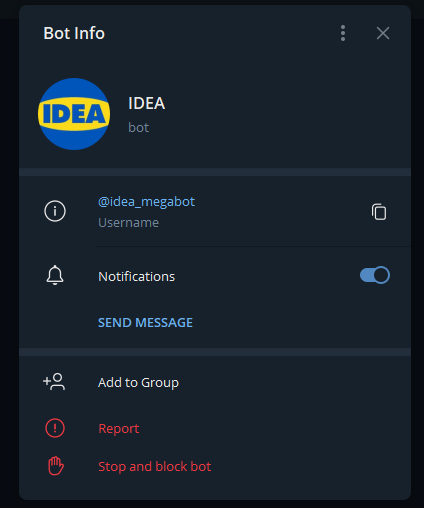 Bot Info
IDEA
IDEA
bot
@idea_megabot
Username
Notifications
SEND MESSAGE
Add to Group
Report
Stop and block bot